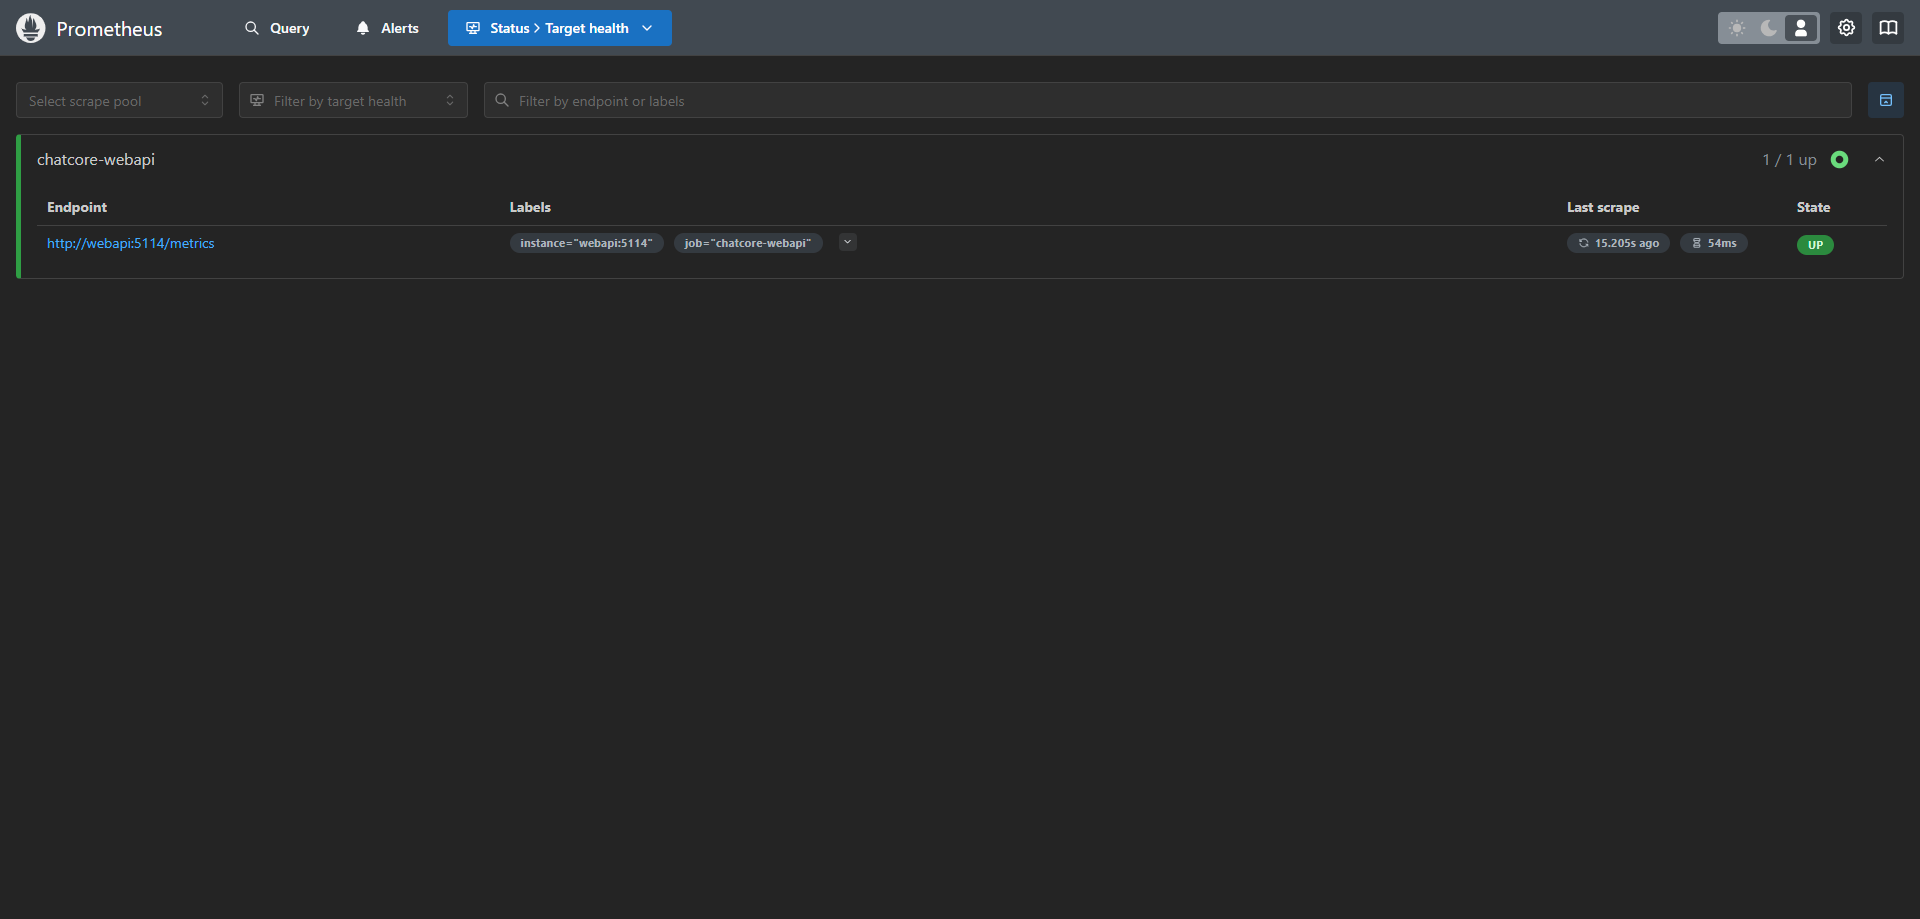 Prometheus
Query
Alerts
Status > Target health
Select scrape pool
Filter by target health
Filter by endpoint or labels
chatcore-webapi
1 / 1 up
Endpoint Labels Last scrape State
http://webapi:5114/metrics instance="webapi:5114" job="chatcore-webapi" 15.205s ago 54ms UP